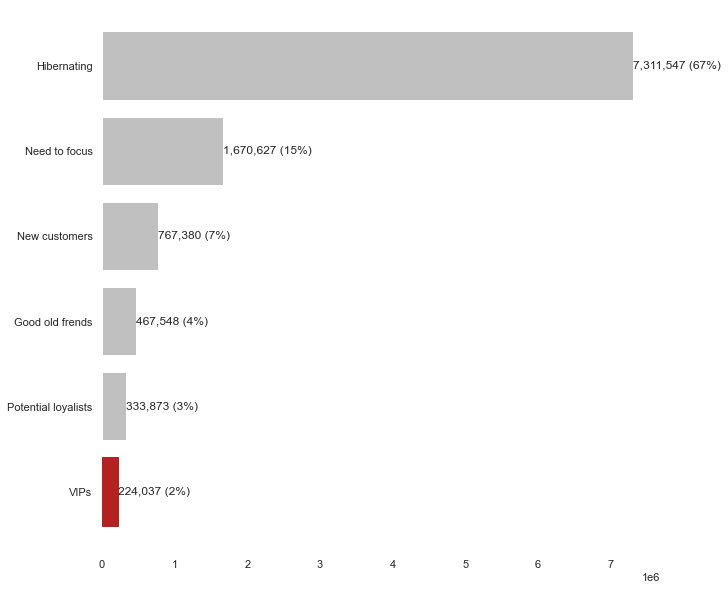 Hibernating 7,311,547 (67%)
Need to focus 1,670,627 (15%)
New customers 767,380 (7%)
Good old frends 467,548 (4%)
Potential loyalists 333,873 (3%)
VIPs 224,037 (2%)
0 1 2 3 4 5 6 7
1e6